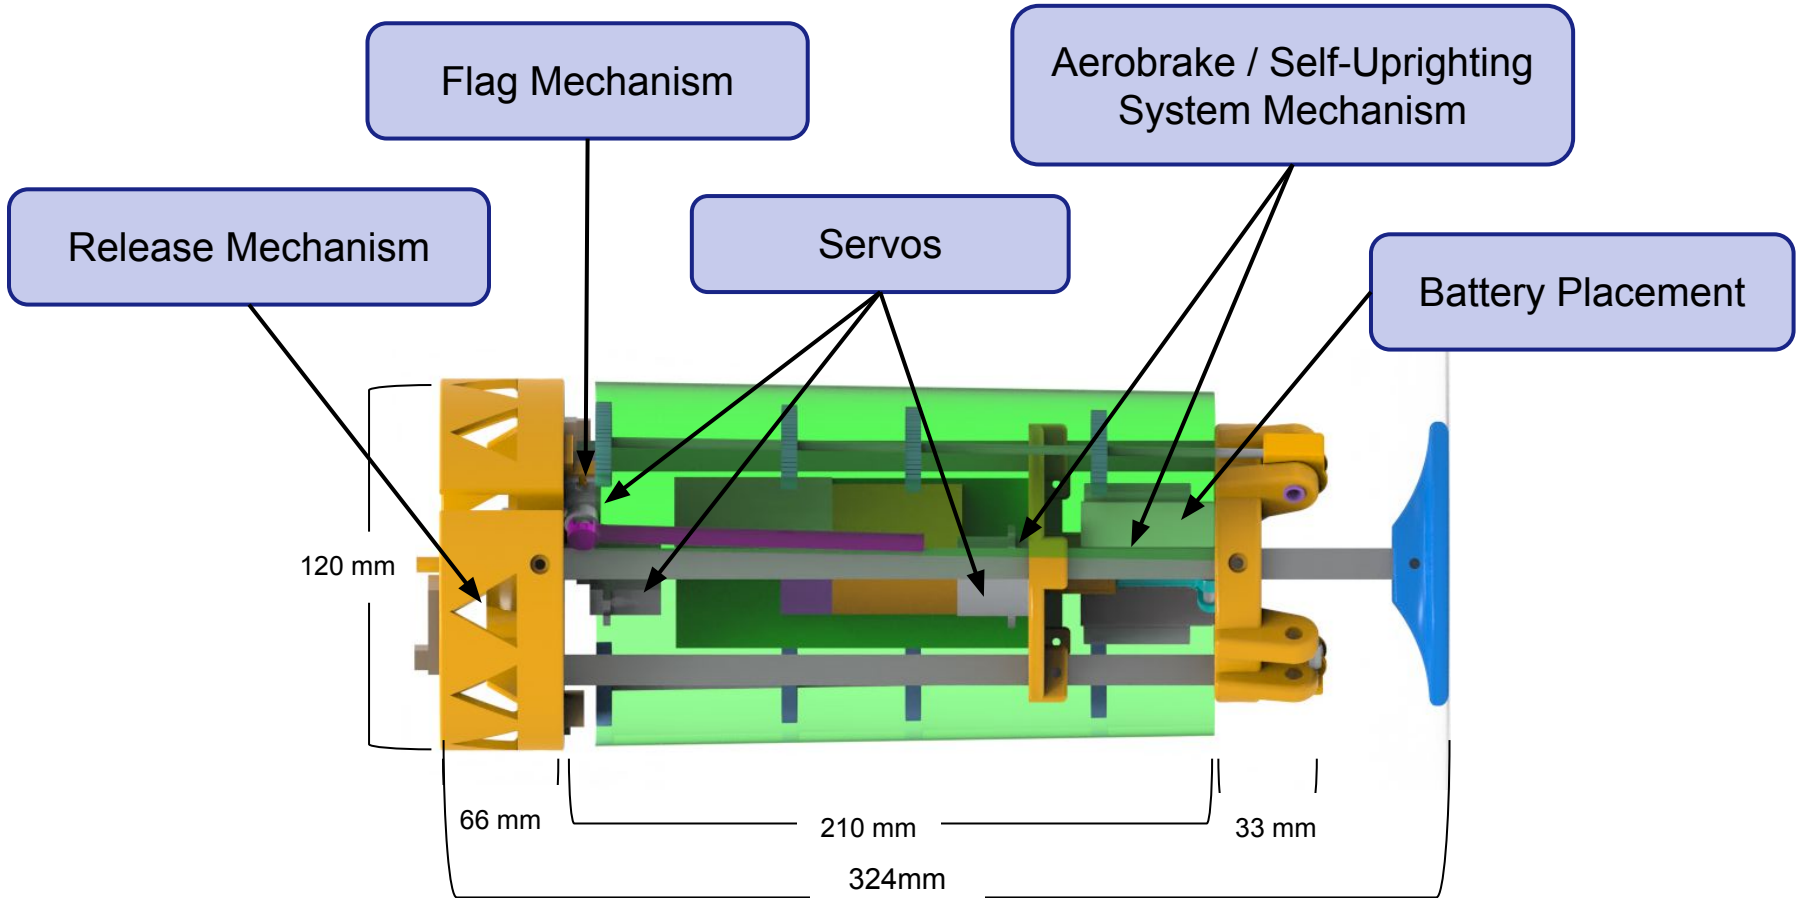 Flag Mechanism
Aerobrake / Self-Uprighting
System Mechanism
Release Mechanism
Servos
Battery Placement
120 mm
66 mm
210 mm
33 mm
324mm